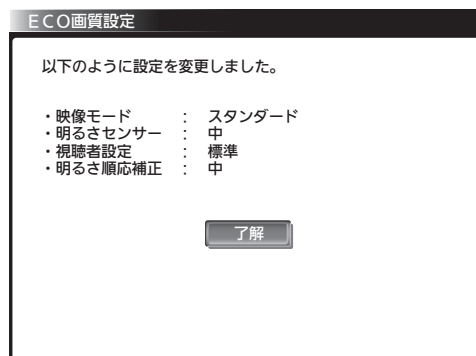 ECO画質設定
以下のように設定を変更しました。
・映像モード : スタンダード
・明るさセンサー : 中
・視聴者設定 : 標準
・明るさ順応補正 : 中
了解